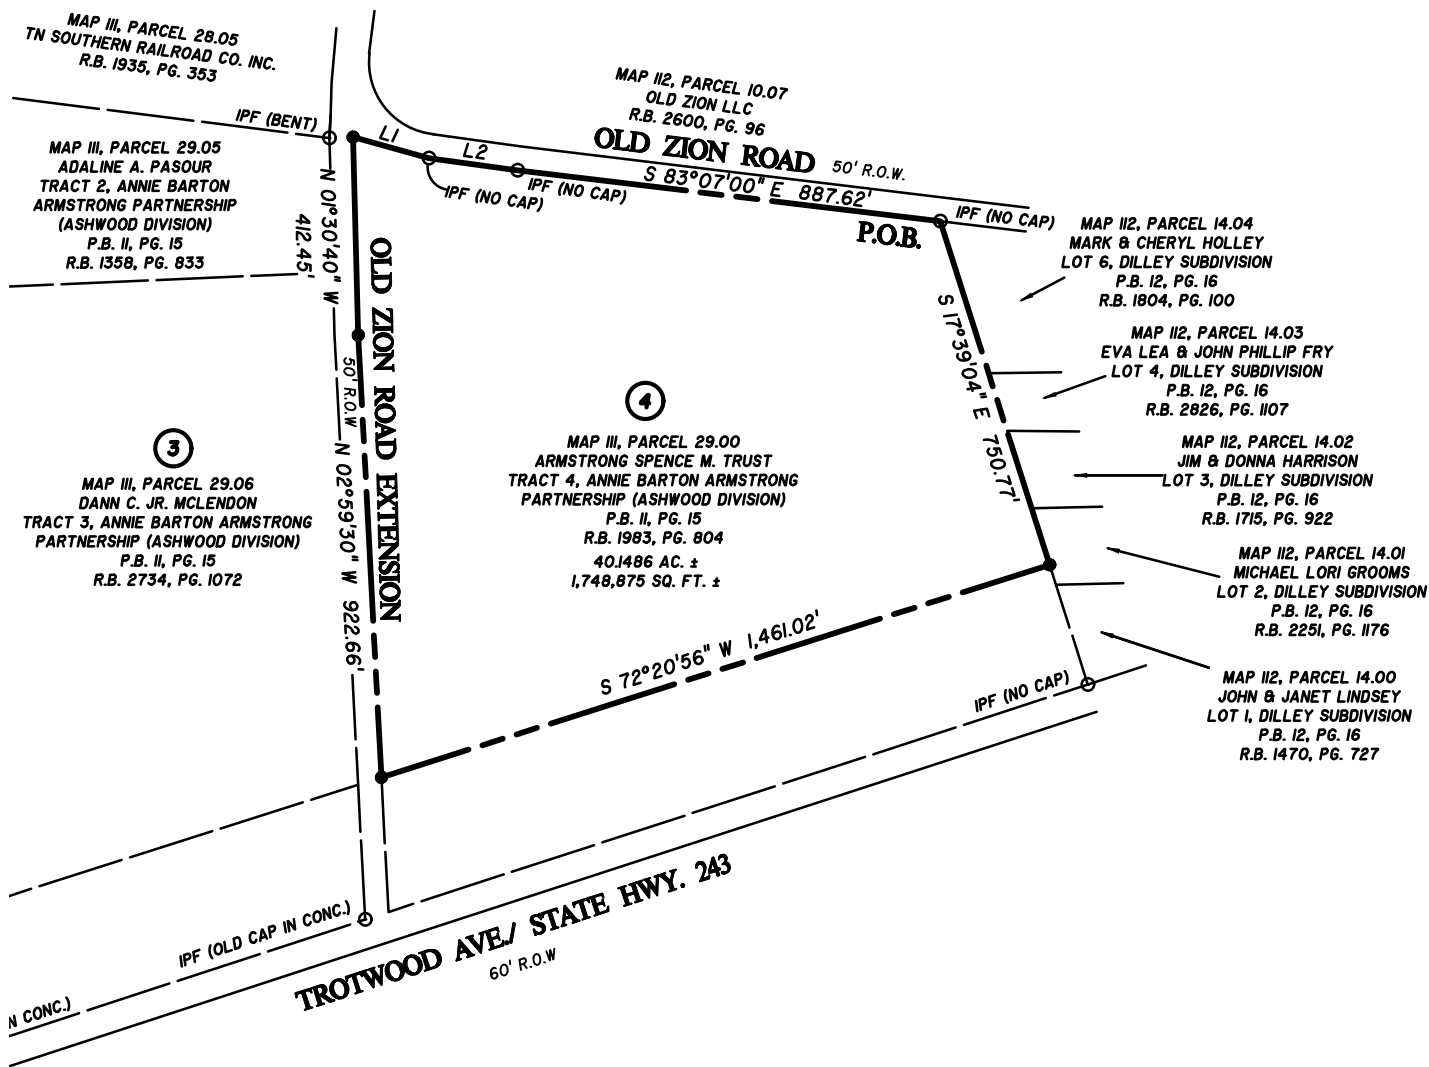 MAP III, PARCEL 28.05
TN SOUTHERN RAILROAD CO. INC.
R.B. 1935, PG. 353
IPF (BENT)
MAP III, PARCEL 29.05
ADALINE A. PASOUR
TRACT 2, ANNIE BARTON
ARMSTRONG PARTNERSHIP
(ASHWOOD DIVISION)
P.B. 11, PG. 15
R.B. 1358, PG. 833
MAP 112, PARCEL 10.07
OLD ZION LLC
R.B. 2600, PG. 96
OLD ZION ROAD
50' R.O.W.
L1
L2
S 83°07'00" E 887.62'
IPF (NO CAP)
IPF (NO CAP)
IPF (NO CAP)
P.O.B.
N 01°30'40" W
412.45'
OLD ZION ROAD EXTENSION
50' R.O.W
N 02°59'30" W 922.66'
S 17°39'04" E 750.77'
MAP 112, PARCEL 14.04
MARK & CHERYL HOLLEY
LOT 6, DILLEY SUBDIVISION
P.B. 12, PG. 16
R.B. 1804, PG. 100
MAP 112, PARCEL 14.03
EVA LEA & JOHN PHILLIP FRY
LOT 4, DILLEY SUBDIVISION
P.B. 12, PG. 16
R.B. 2826, PG. 1107
MAP 112, PARCEL 14.02
JIM & DONNA HARRISON
LOT 3, DILLEY SUBDIVISION
P.B. 12, PG. 16
R.B. 1715, PG. 922
MAP 112, PARCEL 14.01
MICHAEL LORI GROOMS
LOT 2, DILLEY SUBDIVISION
P.B. 12, PG. 16
R.B. 2251, PG. 1176
MAP 112, PARCEL 14.00
JOHN & JANET LINDSEY
LOT 1, DILLEY SUBDIVISION
P.B. 12, PG. 16
R.B. 1470, PG. 727
3
MAP III, PARCEL 29.06
DANN C. JR. MCLENDON
TRACT 3, ANNIE BARTON ARMSTRONG
PARTNERSHIP (ASHWOOD DIVISION)
P.B. 11, PG. 15
R.B. 2734, PG. 1072
4
MAP III, PARCEL 29.00
ARMSTRONG SPENCE M. TRUST
TRACT 4, ANNIE BARTON ARMSTRONG
PARTNERSHIP (ASHWOOD DIVISION)
P.B. 11, PG. 15
R.B. 1983, PG. 804
40.1486 AC. ±
1,748,875 SQ. FT. ±
S 72°20'56" W 1,461.02'
IPF (NO CAP)
IPF (OLD CAP IN CONC.)
TROTWOOD AVE./ STATE HWY. 243
60' R.O.W
N CONC.)